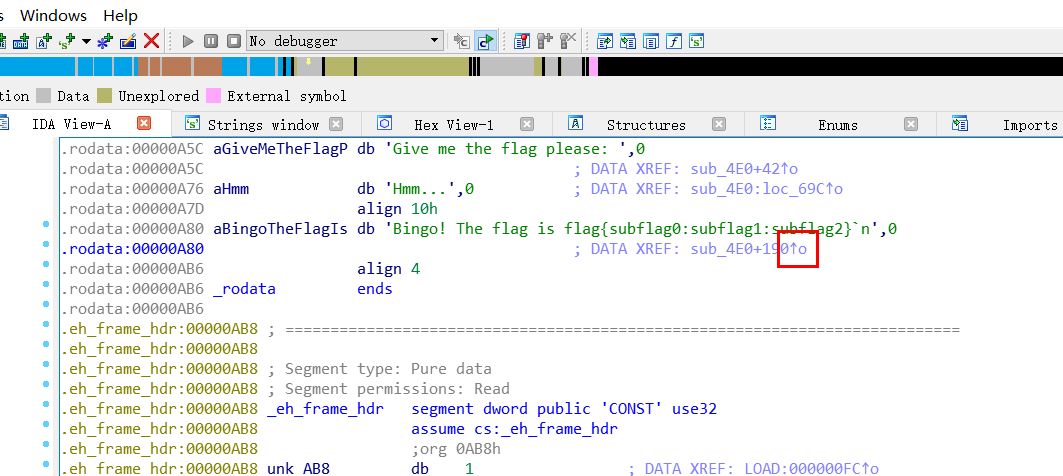 s Windows Help
No debugger
tion Data Unexplored External symbol
IDA View-A Strings window Hex View-1 Structures Enums Imports
.rodata:00000A5C aGiveMeTheFlagP db 'Give me the flag please: ',0
.rodata:00000A5C ; DATA XREF: sub_4E0+42↑o
.rodata:00000A76 aHmm db 'Hmm...',0 ; DATA XREF: sub_4E0:loc_69C↑o
.rodata:00000A7D align 10h
.rodata:00000A80 aBingoTheFlagIs db 'Bingo! The flag is flag{subflag0:subflag1:subflag2}`n',0
.rodata:00000A80 ; DATA XREF: sub_4E0+190↑o
.rodata:00000AB6 align 4
.rodata:00000AB6 _rodata ends
.rodata:00000AB6
.eh_frame_hdr:00000AB8 ; ===========================================================================
.eh_frame_hdr:00000AB8
.eh_frame_hdr:00000AB8 ; Segment type: Pure data
.eh_frame_hdr:00000AB8 ; Segment permissions: Read
.eh_frame_hdr:00000AB8 _eh_frame_hdr segment dword public 'CONST' use32
.eh_frame_hdr:00000AB8 assume cs:_eh_frame_hdr
.eh_frame_hdr:00000AB8 ;org 0AB8h
.eh_frame_hdr:00000AB8 unk_AB8 db 1 ; DATA XREF: LOAD:000000FC↑o